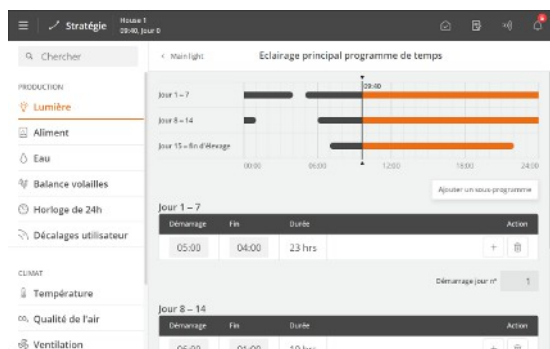 Stratégie
House 1
09:40, Jour 0
Chercher
Main light
Eclairage principal programme de temps
PRODUCTION
Lumière
Aliment
Eau
Balance volailles
Horloge de 24h
Décalages utilisateur
CLIMAT
Température
Qualité de l'air
Ventilation
09:40
Jour 1 – 7
Jour 8 – 14
Jour 15 – fin d'élevage
00:00 06:00 12:00 18:00 24:00
Ajouter un sous-programme
Jour 1 – 7
Démarrage Fin Durée Action
05:00 04:00 23 hrs
Démarrage jour n° 1
Jour 8 – 14
Démarrage Fin Durée Action
01:00